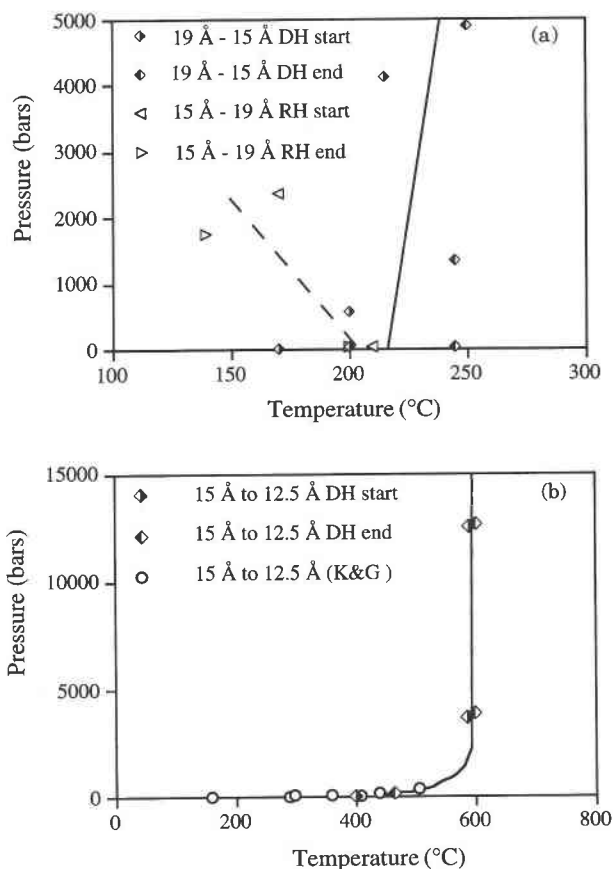 (a)
19 Å - 15 Å DH start
19 Å - 15 Å DH end
15 Å - 19 Å RH start
15 Å - 19 Å RH end
Pressure (bars)
5000
4000
3000
2000
1000
0
100
150
200
250
300
Temperature (°C)
(b)
15 Å to 12.5 Å DH start
15 Å to 12.5 Å DH end
15 Å to 12.5 Å (K&G )
Pressure (bars)
15000
10000
5000
0
0
200
400
600
800
Temperature (°C)